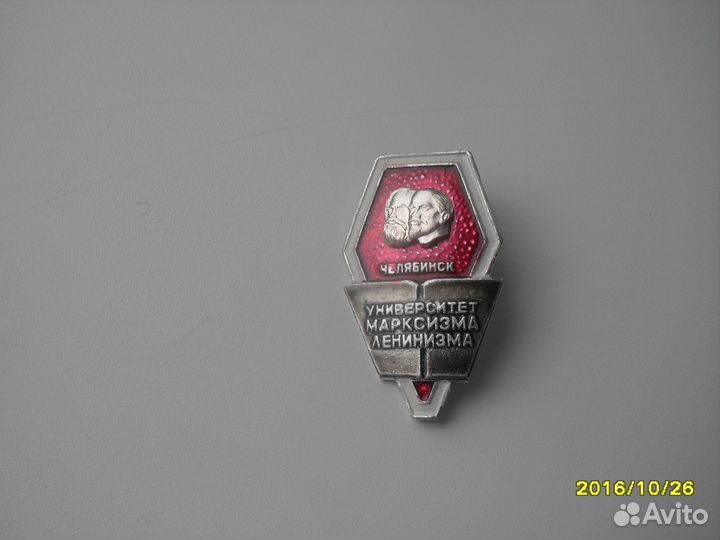 ЧЕЛЯБИНСК
УНИВЕРСИТЕТ
МАРКСИЗМА
ЛЕНИНИЗМА
2016/10/26
Avito